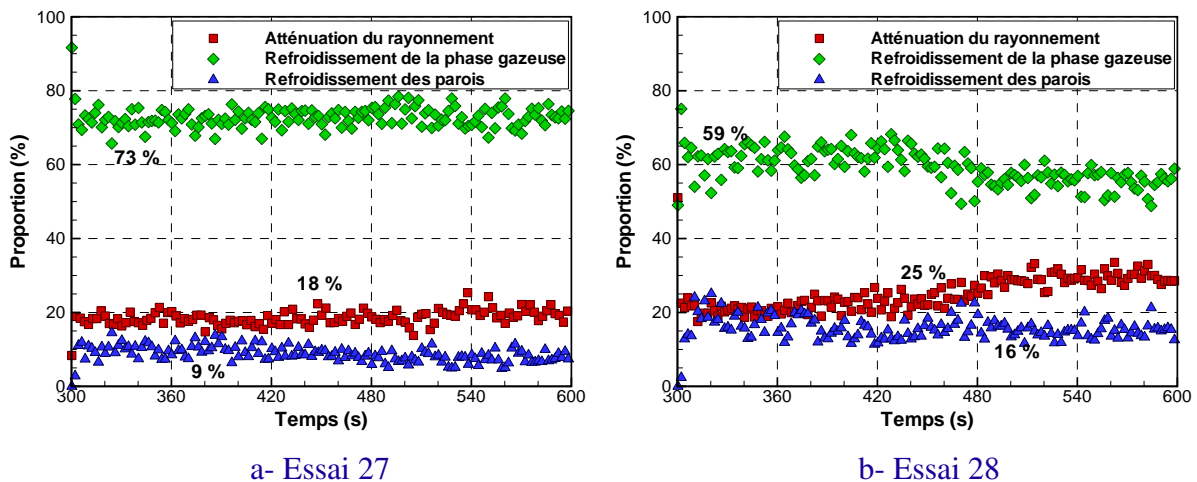 100
80
60
40
20
0
Proportion (%)
Atténuation du rayonnement
Refroidissement de la phase gazeuse
Refroidissement des parois
73 %
18 %
9 %
300 360 420 480 540 600
Temps (s)
a- Essai 27
100
80
60
40
20
0
Proportion (%)
Atténuation du rayonnement
Refroidissement de la phase gazeuse
Refroidissement des parois
59 %
25 %
16 %
300 360 420 480 540 600
Temps (s)
b- Essai 28